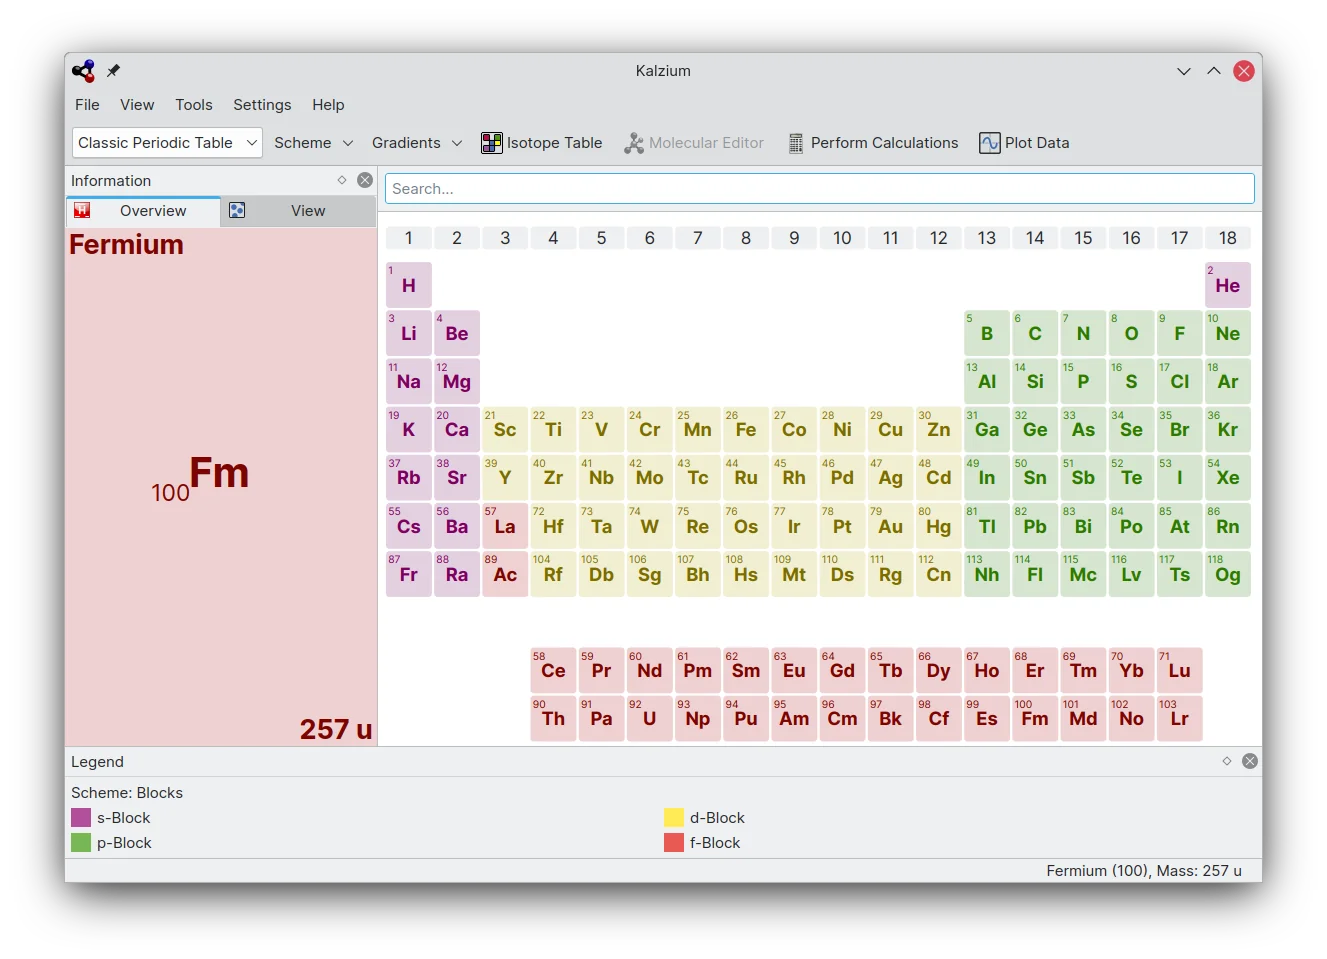 Kalzium
File View Tools Settings Help
Classic Periodic Table Scheme Gradients Isotope Table Molecular Editor Perform Calculations Plot Data
Information
Overview View
Fermium
100Fm
257 u
Search...
1 2 3 4 5 6 7 8 9 10 11 12 13 14 15 16 17 18
1 H 2 He
3 Li 4 Be 5 B 6 C 7 N 8 O 9 F 10 Ne
11 Na 12 Mg 13 Al 14 Si 15 P 16 S 17 Cl 18 Ar
19 K 20 Ca 21 Sc 22 Ti 23 V 24 Cr 25 Mn 26 Fe 27 Co 28 Ni 29 Cu 30 Zn 31 Ga 32 Ge 33 As 34 Se 35 Br 36 Kr
37 Rb 38 Sr 39 Y 40 Zr 41 Nb 42 Mo 43 Tc 44 Ru 45 Rh 46 Pd 47 Ag 48 Cd 49 In 50 Sn 51 Sb 52 Te 53 I 54 Xe
55 Cs 56 Ba 57 La 72 Hf 73 Ta 74 W 75 Re 76 Os 77 Ir 78 Pt 79 Au 80 Hg 81 Tl 82 Pb 83 Bi 84 Po 85 At 86 Rn
87 Fr 88 Ra 89 Ac 104 Rf 105 Db 106 Sg 107 Bh 108 Hs 109 Mt 110 Ds 111 Rg 112 Cn 113 Nh 114 Fl 115 Mc 116 Lv 117 Ts 118 Og
58 Ce 59 Pr 60 Nd 61 Pm 62 Sm 63 Eu 64 Gd 65 Tb 66 Dy 67 Ho 68 Er 69 Tm 70 Yb 71 Lu
90 Th 91 Pa 92 U 93 Np 94 Pu 95 Am 96 Cm 97 Bk 98 Cf 99 Es 100 Fm 101 Md 102 No 103 Lr
Legend
Scheme: Blocks
s-Block d-Block
p-Block f-Block
Fermium (100), Mass: 257 u